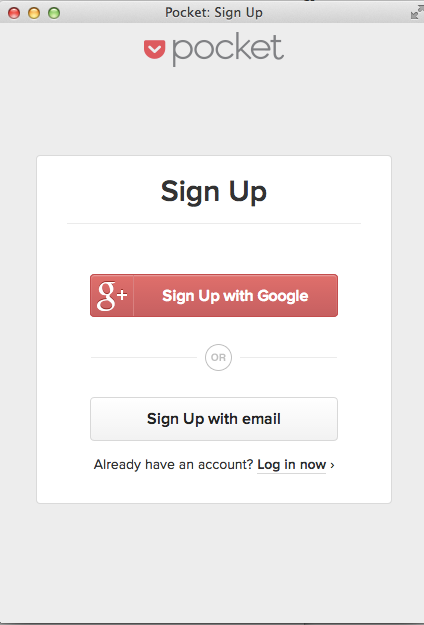 Pocket: Sign Up
pocket
Sign Up
g+ Sign Up with Google
OR
Sign Up with email
Already have an account? Log in now ›